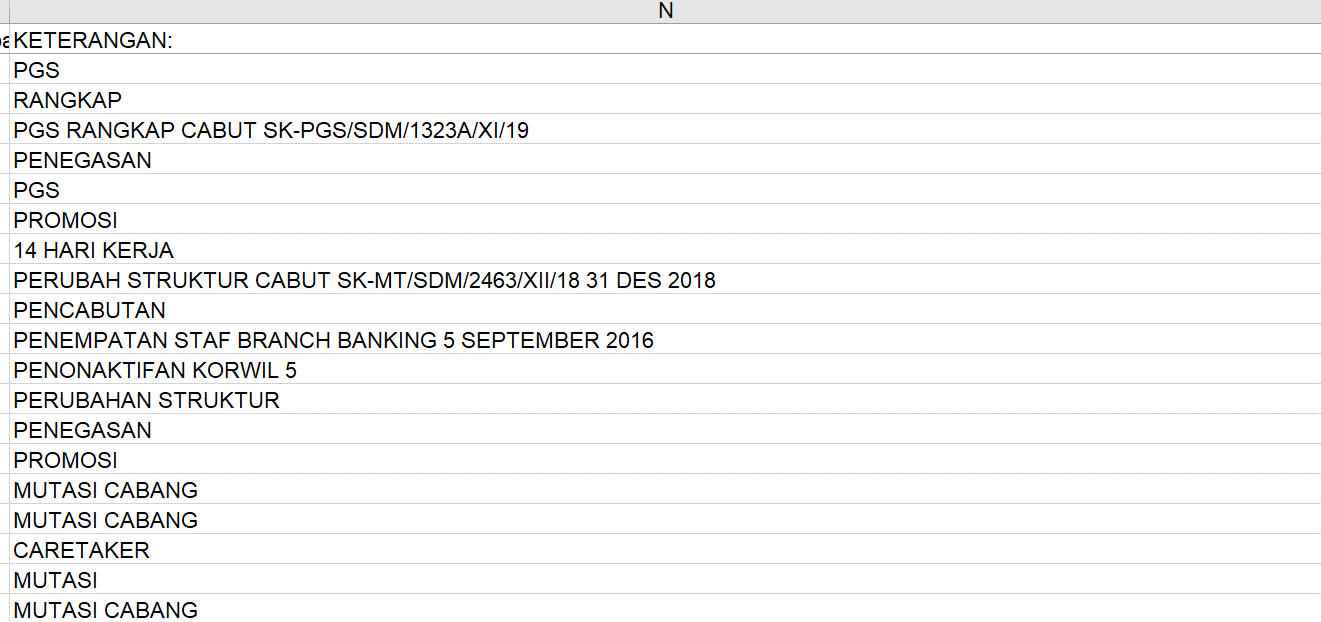 N
KETERANGAN:
PGS
RANGKAP
PGS RANGKAP CABUT SK-PGS/SDM/1323A/XI/19
PENEGASAN
PGS
PROMOSI
14 HARI KERJA
PERUBAH STRUKTUR CABUT SK-MT/SDM/2463/XII/18 31 DES 2018
PENCABUTAN
PENEMPATAN STAF BRANCH BANKING 5 SEPTEMBER 2016
PENONAKTIFAN KORWIL 5
PERUBAHAN STRUKTUR
PENEGASAN
PROMOSI
MUTASI CABANG
MUTASI CABANG
CARETAKER
MUTASI
MUTASI CABANG